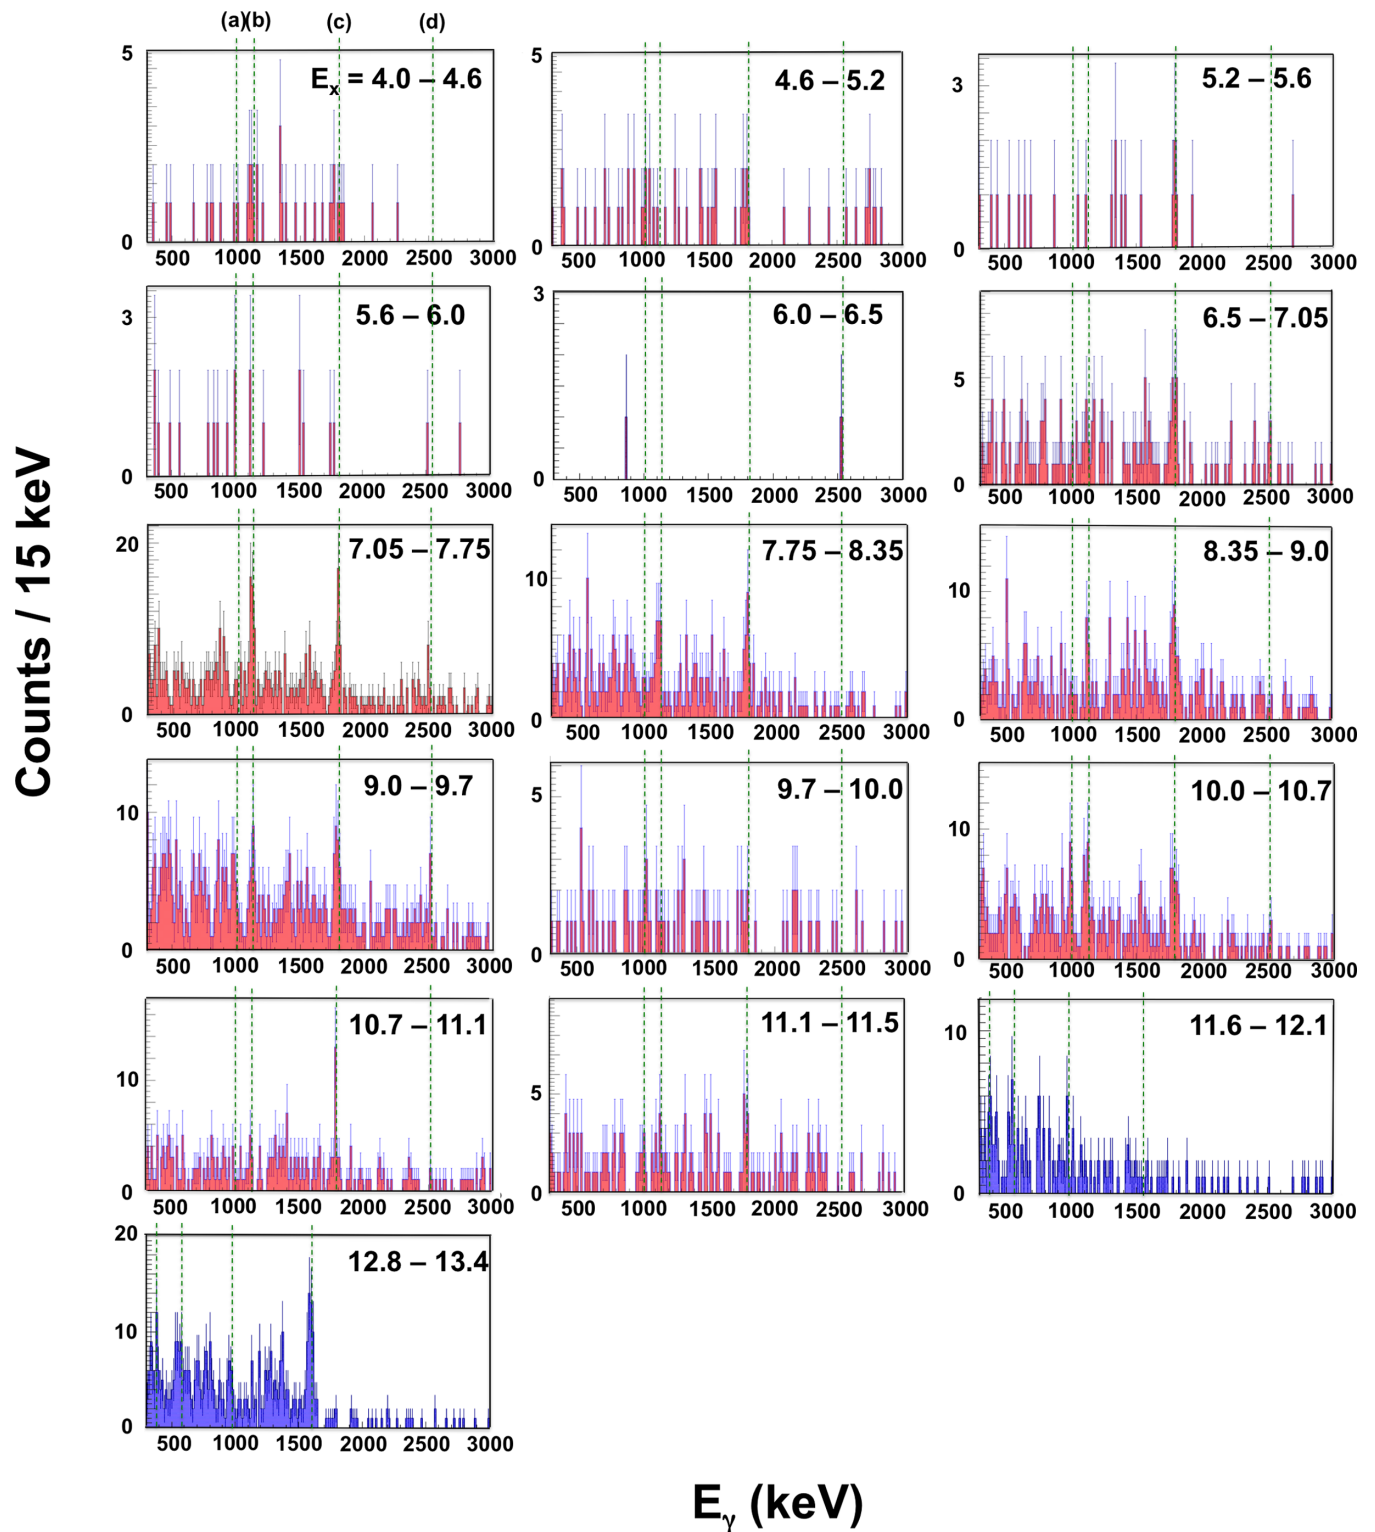 (a)(b) (c) (d)
5 0 500 1000 1500 2000 2500 3000 Eₓ = 4.0 – 4.6
5 0 500 1000 1500 2000 2500 3000 4.6 – 5.2
3 0 500 1000 1500 2000 2500 3000 5.2 – 5.6
3 0 500 1000 1500 2000 2500 3000 5.6 – 6.0
3 0 500 1000 1500 2000 2500 3000 6.0 – 6.5
5 0 500 1000 1500 2000 2500 3000 6.5 – 7.05
20 10 0 500 1000 1500 2000 2500 3000 7.05 – 7.75
10 0 500 1000 1500 2000 2500 3000 7.75 – 8.35
10 0 500 1000 1500 2000 2500 3000 8.35 – 9.0
10 0 500 1000 1500 2000 2500 3000 9.0 – 9.7
5 0 500 1000 1500 2000 2500 3000 9.7 – 10.0
10 0 500 1000 1500 2000 2500 3000 10.0 – 10.7
10 0 500 1000 1500 2000 2500 3000 10.7 – 11.1
5 0 500 1000 1500 2000 2500 3000 11.1 – 11.5
10 0 500 1000 1500 2000 2500 3000 11.6 – 12.1
20 10 0 500 1000 1500 2000 2500 3000 12.8 – 13.4
Counts / 15 keV
Eᵧ (keV)